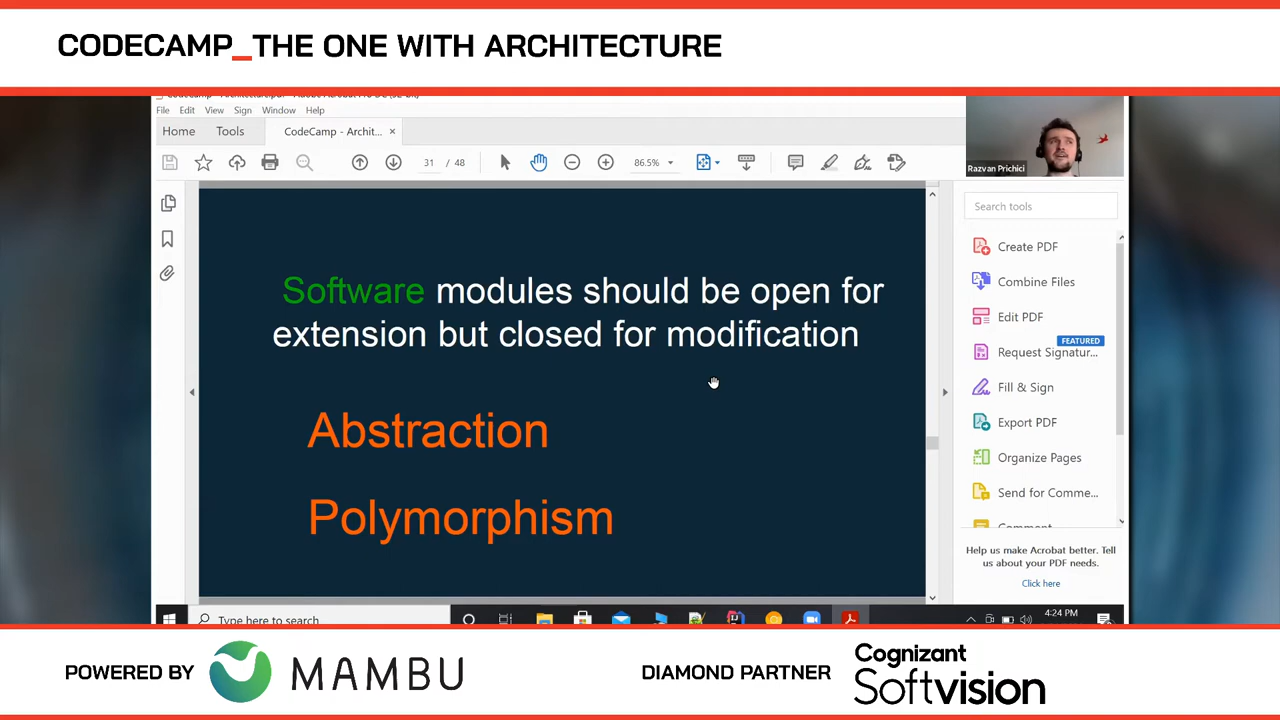 CODECAMP_THE ONE WITH ARCHITECTURE
File Edit View Sign Window Help
Home Tools CodeCamp - Archit... ×
31 / 48 86.5%
Razvan Prichici
Search tools
Software modules should be open for
extension but closed for modification
Abstraction
Polymorphism
Create PDF
Combine Files
Edit PDF
FEATURED
Request Signatur...
Fill & Sign
Export PDF
Organize Pages
Send for Comme...
Comment
Help us make Acrobat better. Tell
us about your PDF needs.
Click here
Type here to search
4:24 PM
POWERED BY MAMBU
DIAMOND PARTNER
Cognizant
Softvision